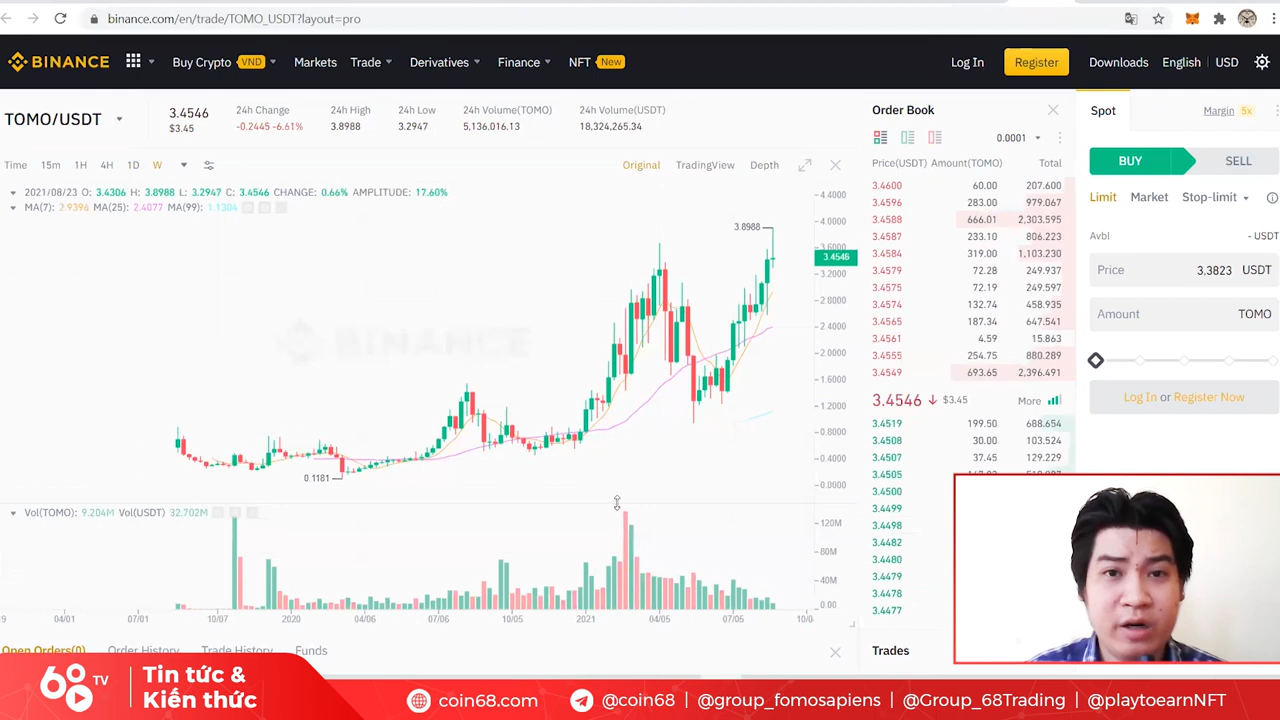 binance.com/en/trade/TOMO_USDT?layout=pro
BINANCE Buy Crypto VND Markets Trade Derivatives Finance NFT New Log In Register Downloads English USD
TOMO/USDT 3.4546 $3.45
24h Change -0.2445 -6.61%
24h High 3.8988
24h Low 3.2947
24h Volume(TOMO) 5,136,016.13
24h Volume(USDT) 18,324,265.34
Time 15m 1H 4H 1D W Original TradingView Depth
2021/08/23 O: 3.4306 H: 3.8988 L: 3.2947 C: 3.4546 CHANGE: 0.66% AMPLITUDE: 17.60%
MA(7): 2.9396 MA(25): 2.4077 MA(99): 1.1304
4.4000
4.0000
3.8988
3.6000
3.4546
3.2000
2.8000
2.4000
2.0000
1.6000
1.2000
0.8000
0.4000
0.0000
0.1181
BINANCE
Vol(TOMO): 9.204M Vol(USDT) 32.702M
120M
80M
40M
0.00
04/01 07/01 10/07 2020 04/06 07/06 10/05 2021 04/05 07/05
Open Orders(0) Order History Trade History Funds
Order Book
0.0001
Price(USDT) Amount(TOMO) Total
3.4600 60.00 207.600
3.4596 283.00 979.067
3.4588 666.01 2,303.595
3.4587 233.10 806.223
3.4584 319.00 1,103.230
3.4579 72.28 249.937
3.4575 72.19 249.597
3.4574 132.74 458.935
3.4565 187.34 647.541
3.4561 4.59 15.863
3.4555 254.75 880.289
3.4549 693.65 2,396.491
3.4546 $3.45 More
3.4519 199.50 688.654
3.4508 30.00 103.524
3.4507 37.45 129.229
3.4505
3.4500
3.4499
3.4498
3.4482
3.4480
3.4479
3.4478
3.4477
Trades
Spot Margin 5x
BUY SELL
Limit Market Stop-limit
Avbl - USDT
Price 3.3823 USDT
Amount TOMO
Log In or Register Now
68 TV
Tin tức &
Kiến thức
coin68.com @coin68 | @group_fomosapiens | @Group_68Trading | @playtoearnNFT